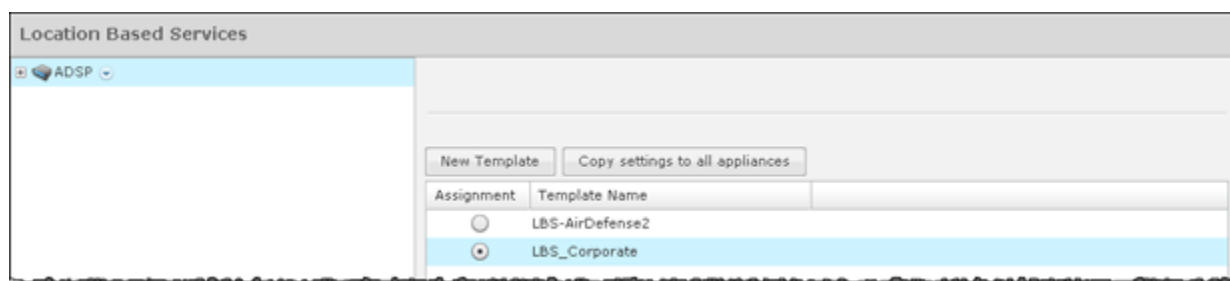 Location Based Services
ADSP
New Template Copy settings to all appliances
Assignment Template Name
LBS-AirDefense2
LBS_Corporate